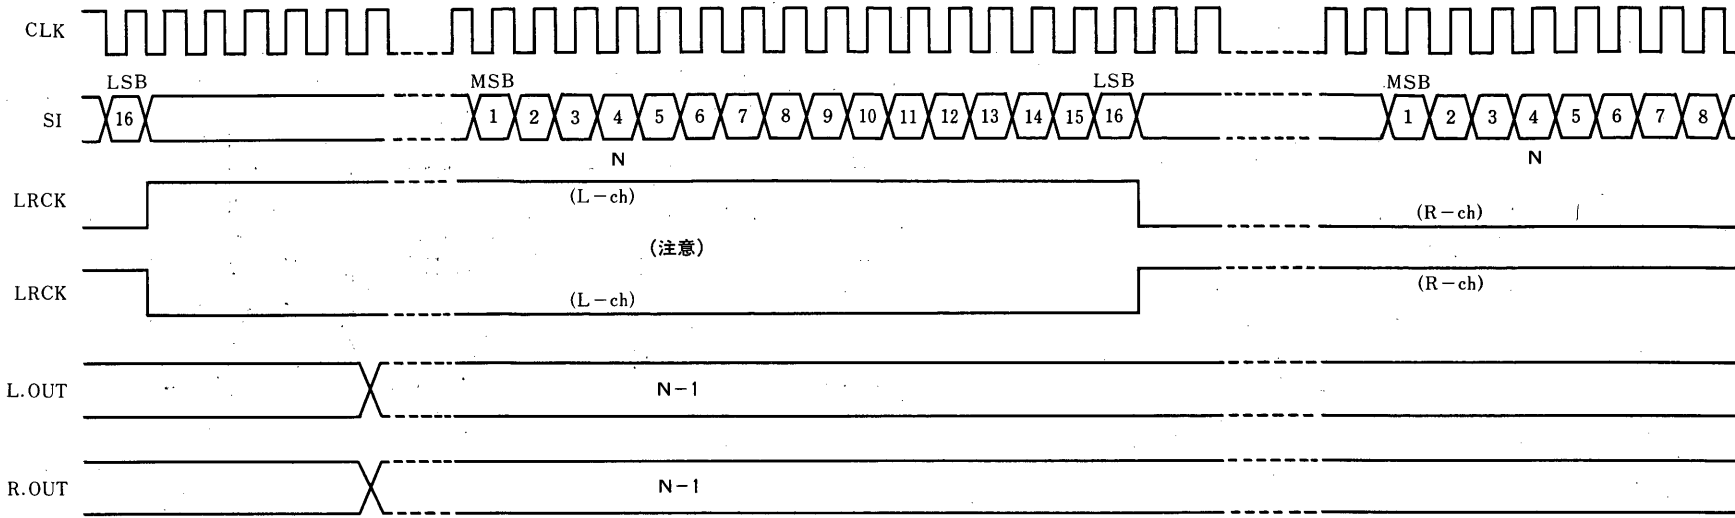 CLK
LSB
MSB
LSB
MSB
SI
16
1 2 3 4 5 6 7 8 9 10 11 12 13 14 15 16
1 2 3 4 5 6 7 8
N
N
LRCK
(L-ch)
(R-ch)
(注意)
LRCK
(L-ch)
(R-ch)
L.OUT
N-1
R.OUT
N-1